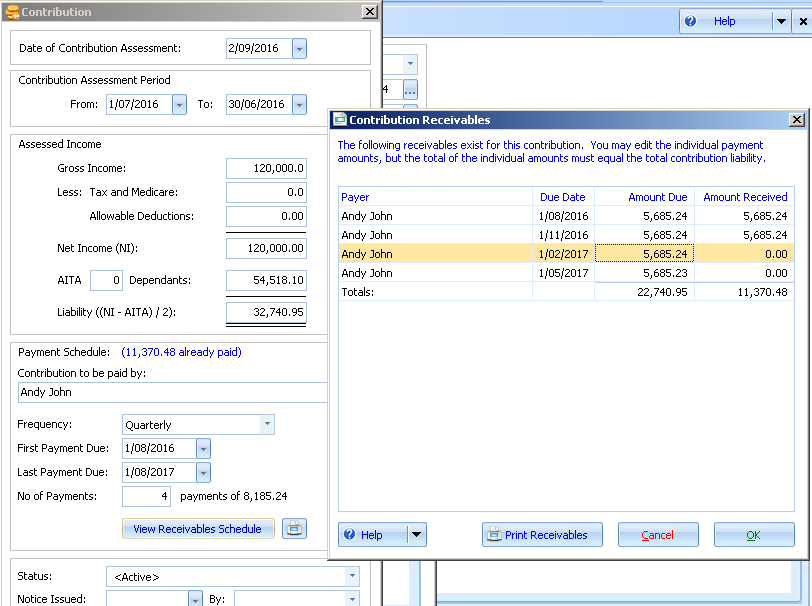 Contribution
Help
Date of Contribution Assessment: 2/09/2016
Contribution Assessment Period
From: 1/07/2016 To: 30/06/2016
4 ...
Assessed Income
Gross Income: 120,000.0
Less: Tax and Medicare: 0.0
Allowable Deductions: 0.00
Net Income (NI): 120,000.00
AITA 0 Dependants: 54,518.10
Liability ((NI - AITA) / 2): 32,740.95
Payment Schedule: (11,370.48 already paid)
Contribution to be paid by:
Andy John
Frequency: Quarterly
First Payment Due: 1/08/2016
Last Payment Due: 1/08/2017
No of Payments: 4 payments of 8,185.24
View Receivables Schedule
Status: <Active>
Notice Issued: By:
Contribution Receivables
The following receivables exist for this contribution. You may edit the individual payment
amounts, but the total of the individual amounts must equal the total contribution liability.
Payer Due Date Amount Due Amount Received
Andy John 1/08/2016 5,685.24 5,685.24
Andy John 1/11/2016 5,685.24 5,685.24
Andy John 1/02/2017 5,685.24 0.00
Andy John 1/05/2017 5,685.23 0.00
Totals: 22,740.95 11,370.48
Help Print Receivables Cancel OK